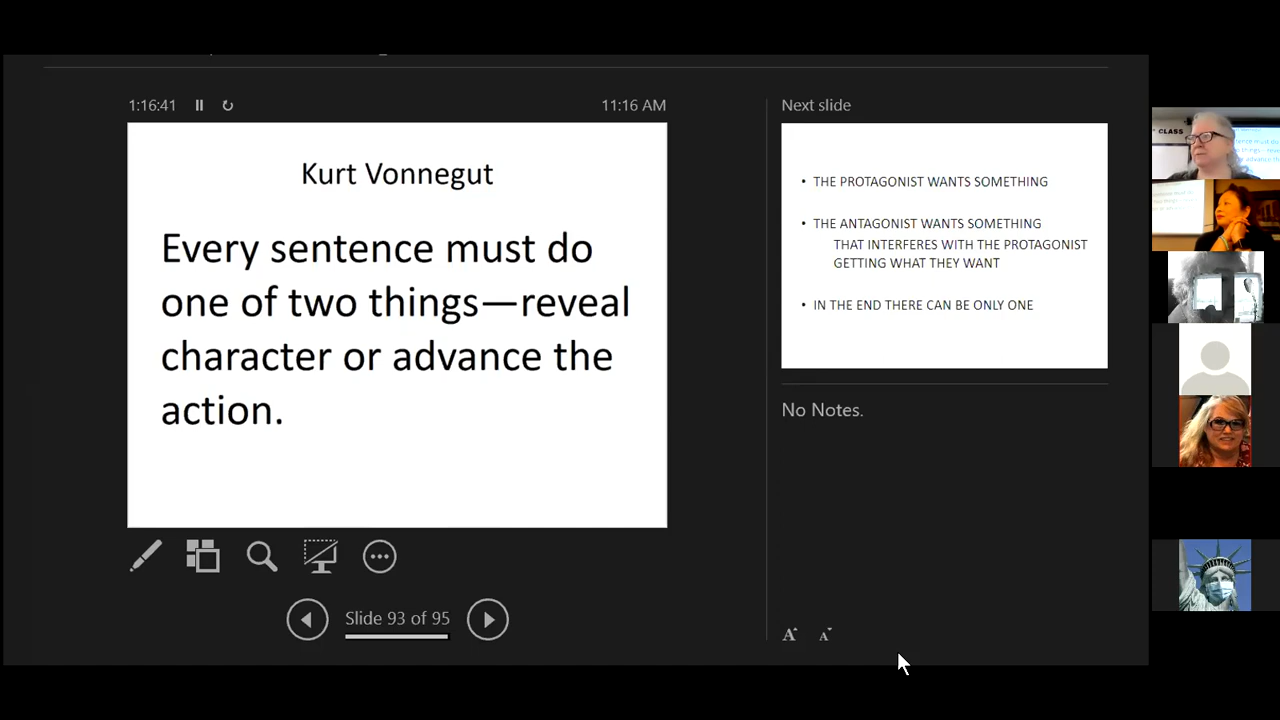 1:16:41
11:16 AM
Kurt Vonnegut
Every sentence must do
one of two things—reveal
character or advance the
action.
Slide 93 of 95
Next slide
• THE PROTAGONIST WANTS SOMETHING
• THE ANTAGONIST WANTS SOMETHING
THAT INTERFERES WITH THE PROTAGONIST
GETTING WHAT THEY WANT
• IN THE END THERE CAN BE ONLY ONE
No Notes.
A A
CLASS